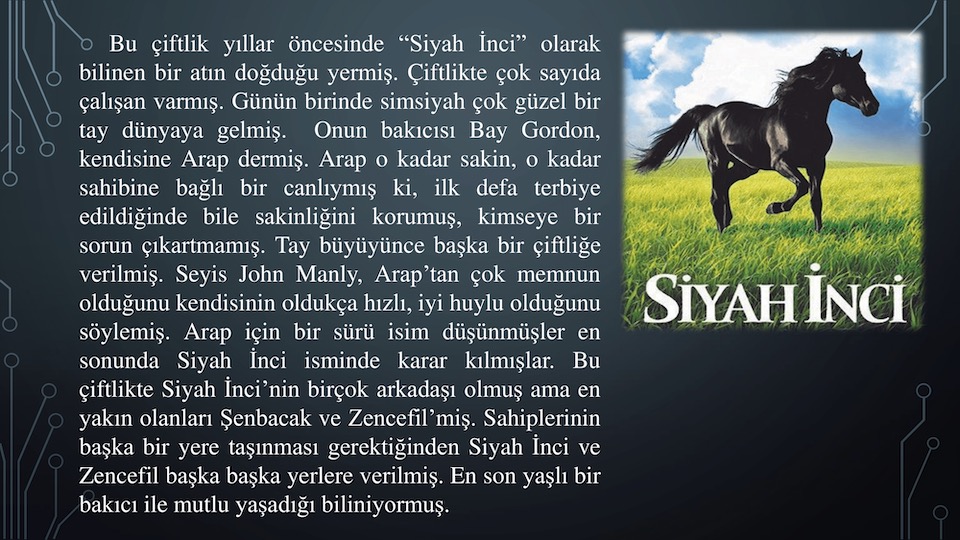 Bu çiftlik yıllar öncesinde “Siyah İnci” olarak
bilinen bir atın doğduğu yermiş. Çiftlikte çok sayıda
çalışan varmış. Günün birinde simsiyah çok güzel bir
tay dünyaya gelmiş. Onun bakıcısı Bay Gordon,
kendisine Arap dermiş. Arap o kadar sakin, o kadar
sahibine bağlı bir canlıymış ki, ilk defa terbiye
edildiğinde bile sakinliğini korumuş, kimseye bir
sorun çıkartmamış. Tay büyüyünce başka bir çiftliğe
verilmiş. Seyis John Manly, Arap’tan çok memnun
olduğunu kendisinin oldukça hızlı, iyi huylu olduğunu
söylemiş. Arap için bir sürü isim düşünmüşler en
sonunda Siyah İnci isminde karar kılmışlar. Bu
çiftlikte Siyah İnci’nin birçok arkadaşı olmuş ama en
yakın olanları Şenbacak ve Zencefil’miş. Sahiplerinin
başka bir yere taşınması gerektiğinden Siyah İnci ve
Zencefil başka başka yerlere verilmiş. En son yaşlı bir
bakıcı ile mutlu yaşadığı biliniyormuş.
SİYAH İNCİ